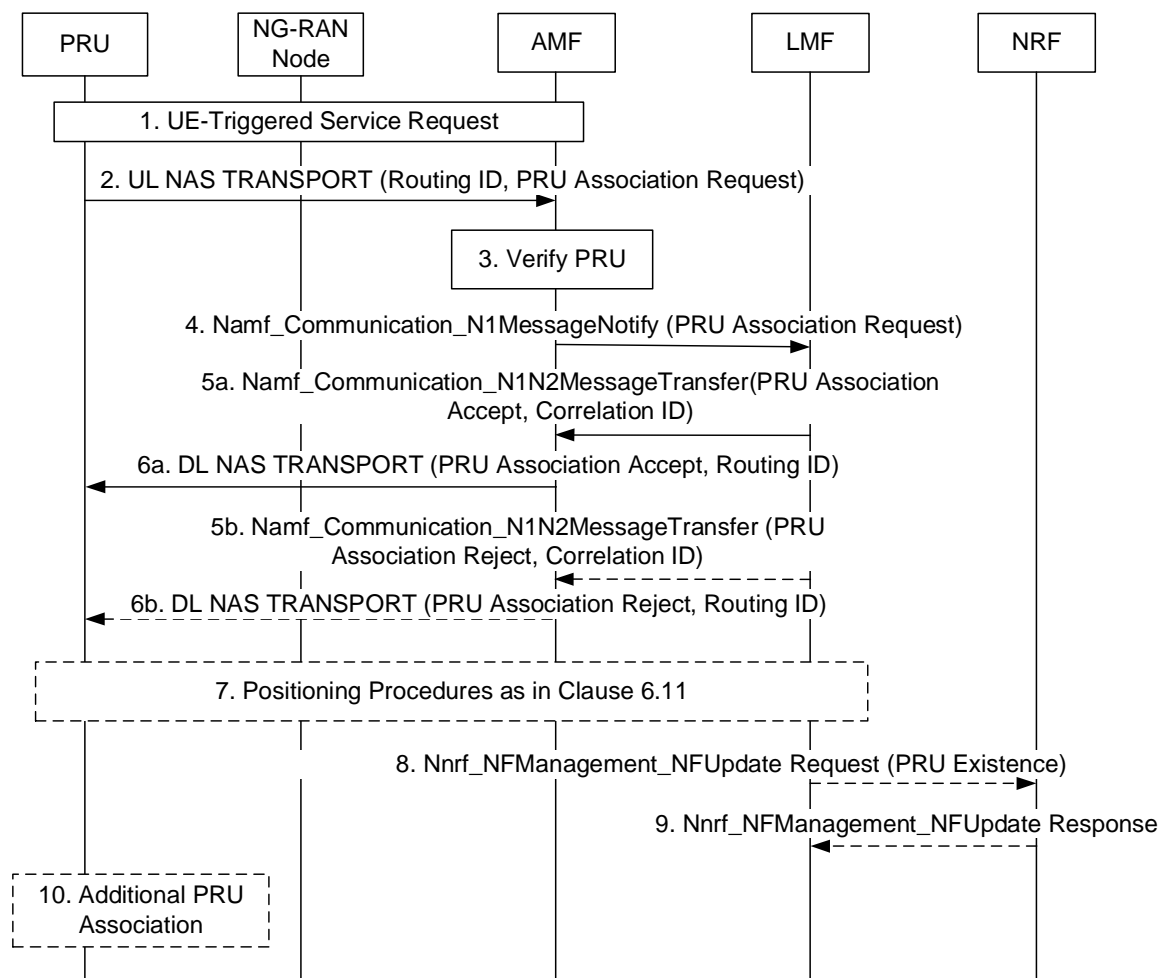 PRU
NG-RAN
Node
AMF
LMF
NRF
1. UE-Triggered Service Request
2. UL NAS TRANSPORT (Routing ID, PRU Association Request)
3. Verify PRU
4. Namf_Communication_N1MessageNotify (PRU Association Request)
5a. Namf_Communication_N1N2MessageTransfer(PRU Association
Accept, Correlation ID)
6a. DL NAS TRANSPORT (PRU Association Accept, Routing ID)
5b. Namf_Communication_N1N2MessageTransfer (PRU
Association Reject, Correlation ID)
6b. DL NAS TRANSPORT (PRU Association Reject, Routing ID)
7. Positioning Procedures as in Clause 6.11
8. Nnrf_NFManagement_NFUpdate Request (PRU Existence)
9. Nnrf_NFManagement_NFUpdate Response
10. Additional PRU
Association